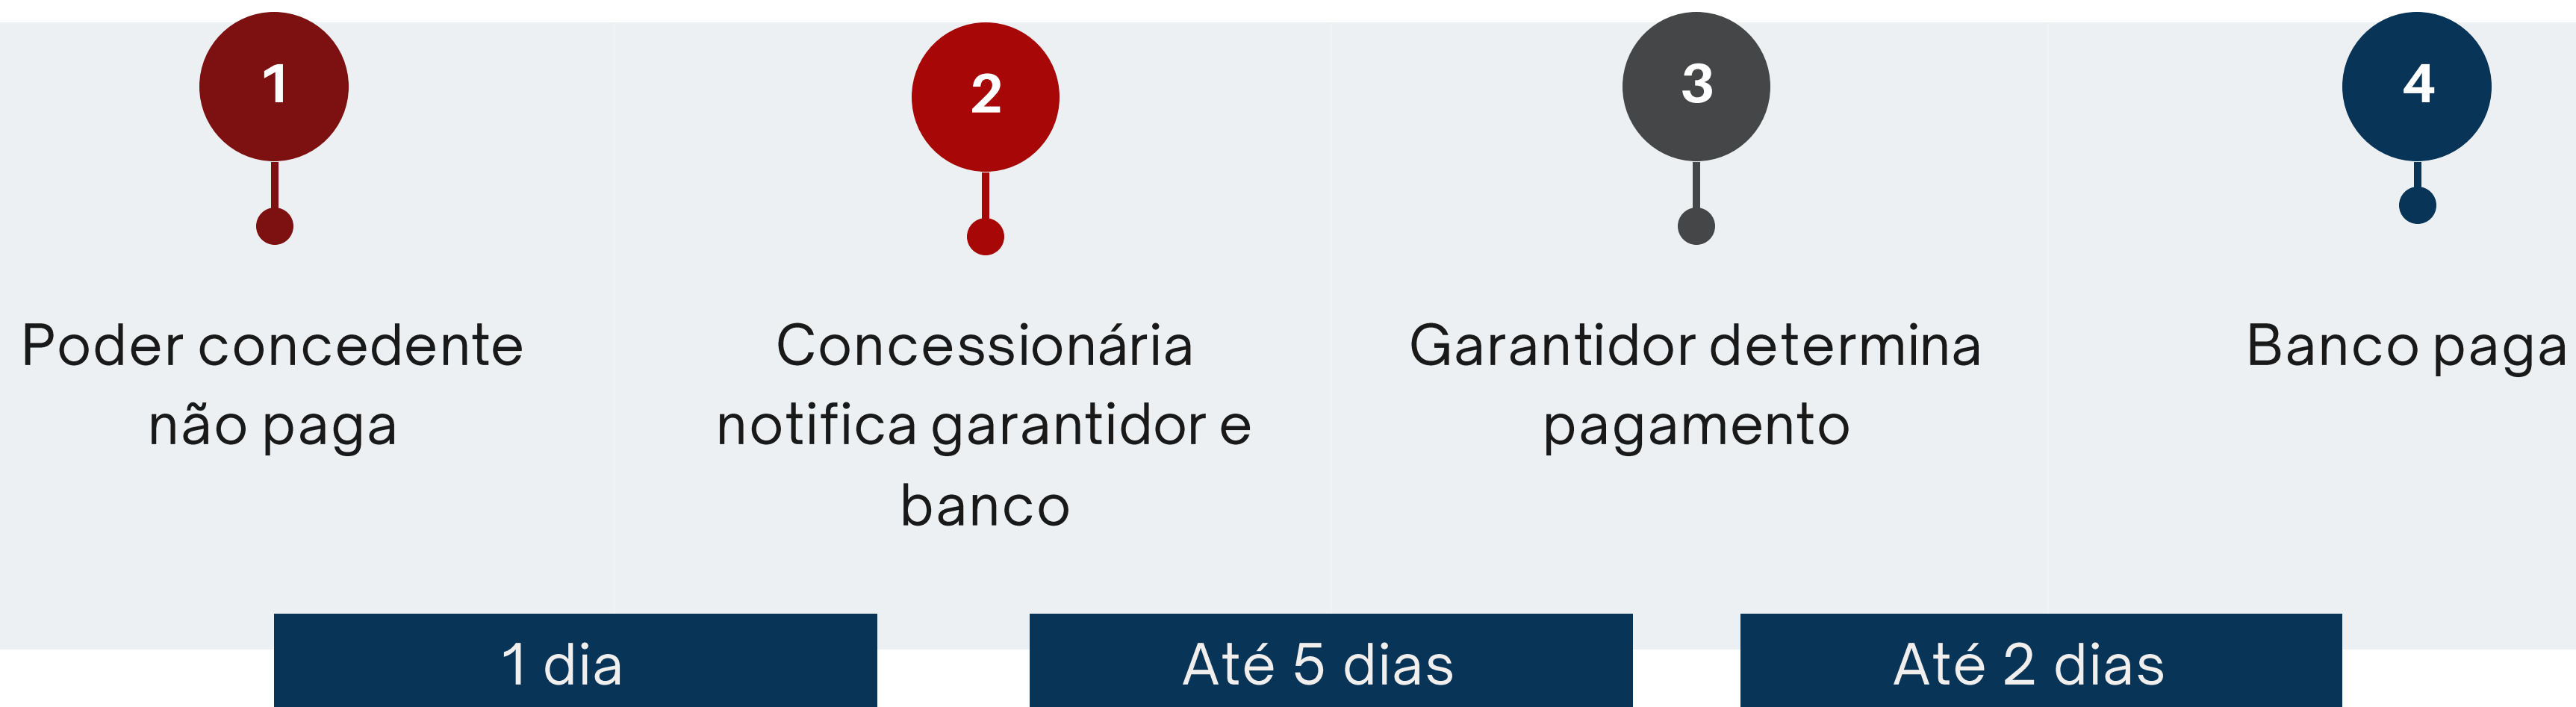 1
2
3
4
Poder concedente
não paga
Concessionária
notifica garantidor e
banco
Garantidor determina
pagamento
Banco paga
1 dia
Até 5 dias
Até 2 dias